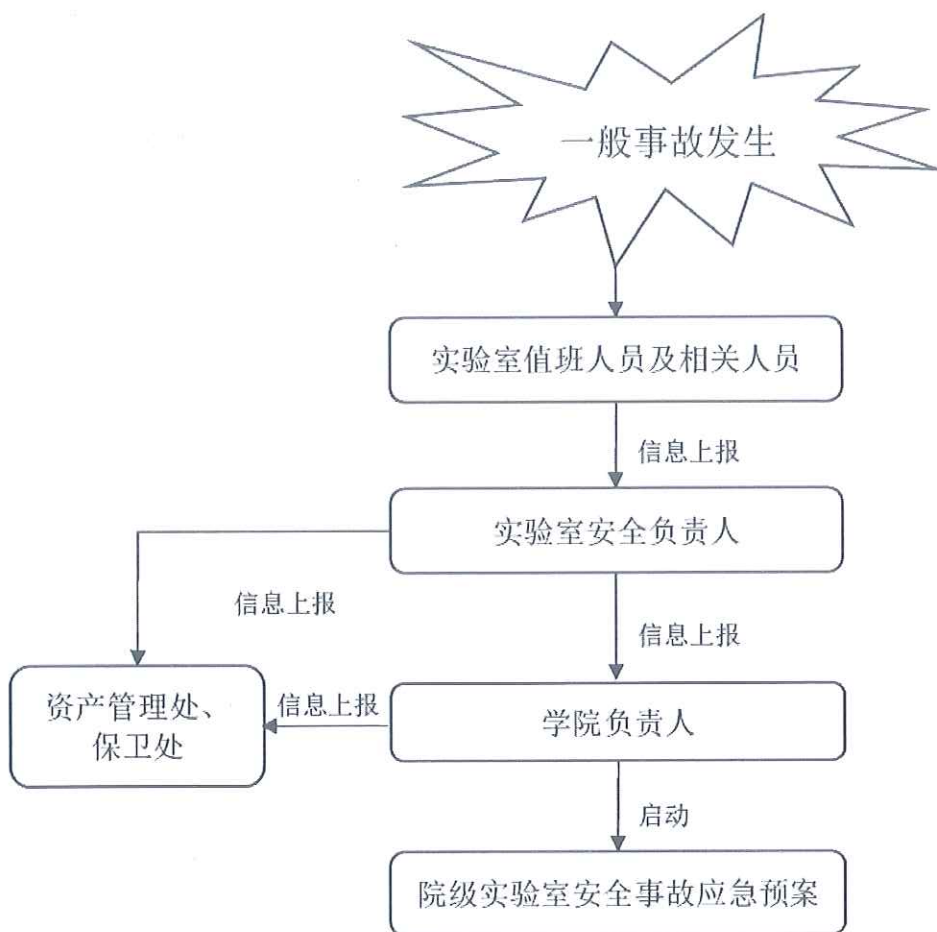 一般事故发生
实验室值班人员及相关人员
信息上报
实验室安全负责人
信息上报
信息上报
资产管理处、
保卫处
信息上报
学院负责人
启动
院级实验室安全事故应急预案